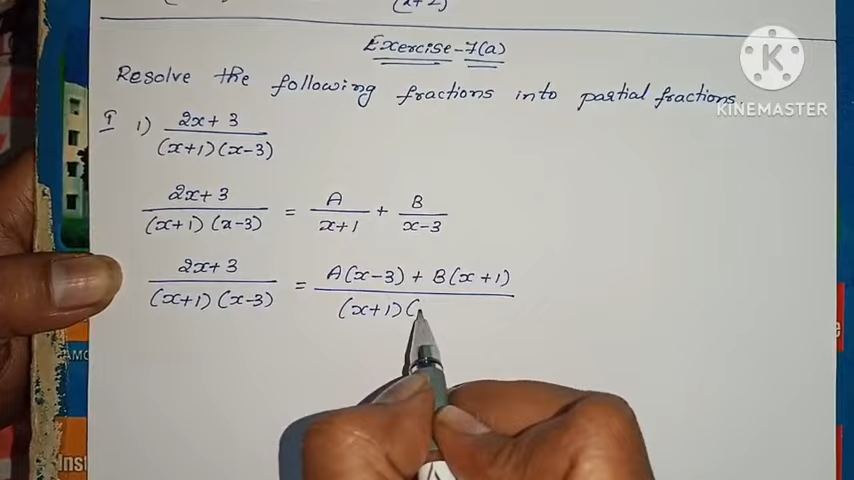 (x+2)
Exercise-7(a)
Resolve the following fractions into partial fractions.
I 1) 2x+3 / (x+1)(x-3)
2x+3 / (x+1)(x-3) = A / x+1 + B / x-3
2x+3 / (x+1)(x-3) = A(x-3) + B(x+1) / (x+1)(
K
KINEMASTER